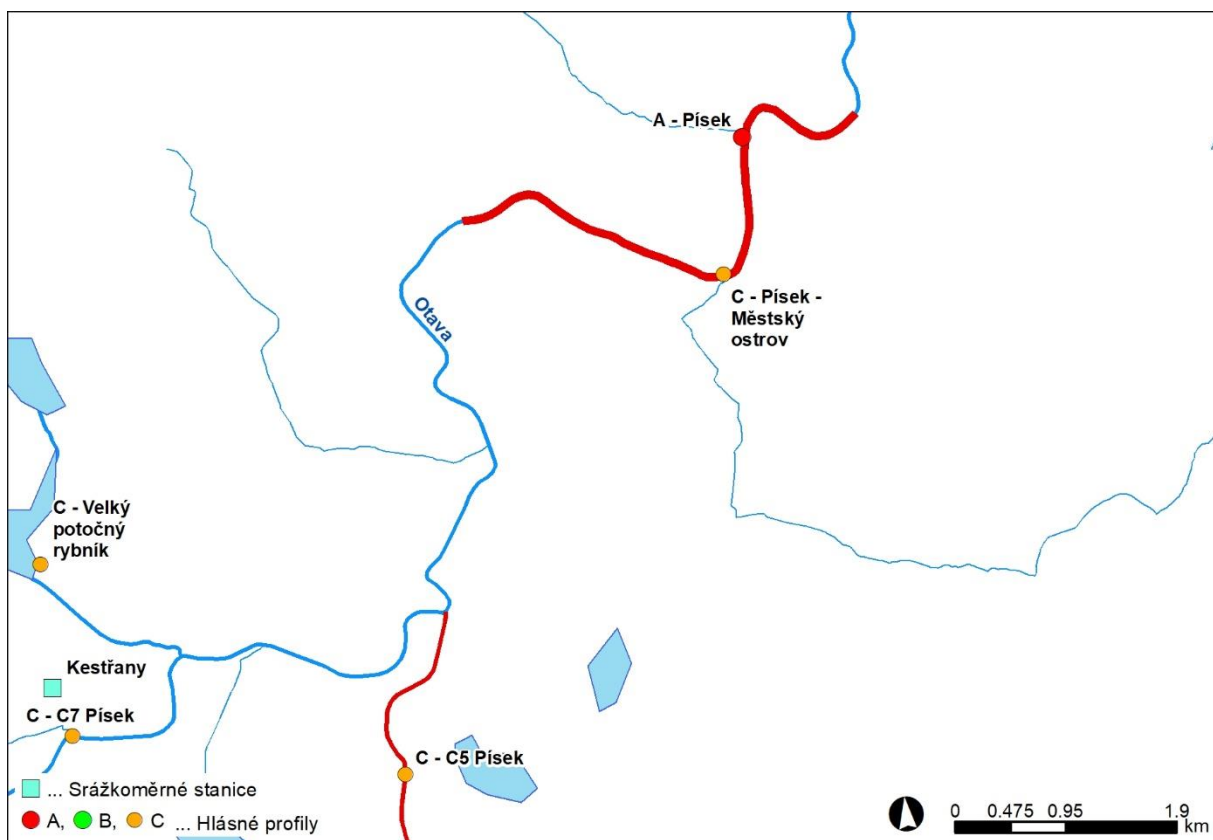 A - Písek
C - Písek -
Městský
ostrov
Otava
C - Velký
potočný
rybník
Kestřany
C - C7 Písek
C - C5 Písek
... Srážkoměrné stanice
A, B, C ... Hlásné profily
0 0.475 0.95 1.9
km